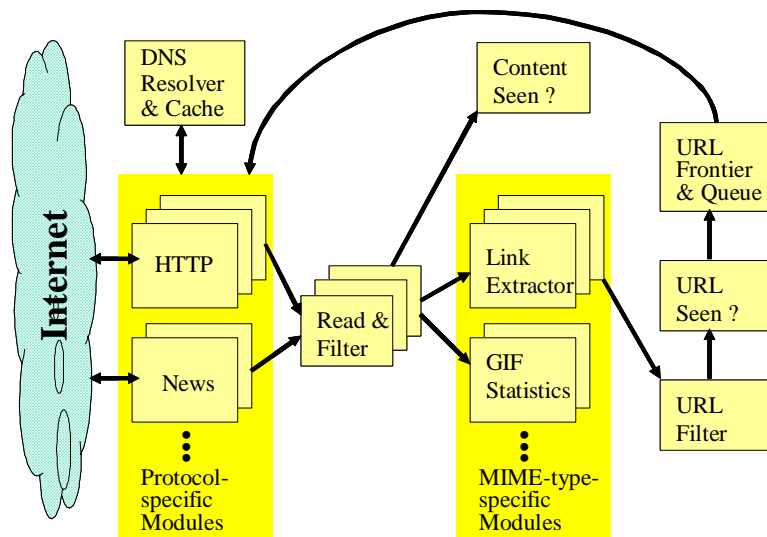 Internet
DNS
Resolver
& Cache
HTTP
News
Protocol-
specific
Modules
Read &
Filter
Content
Seen ?
Link
Extractor
GIF
Statistics
MIME-type-
specific
Modules
URL
Frontier
& Queue
URL
Seen ?
URL
Filter